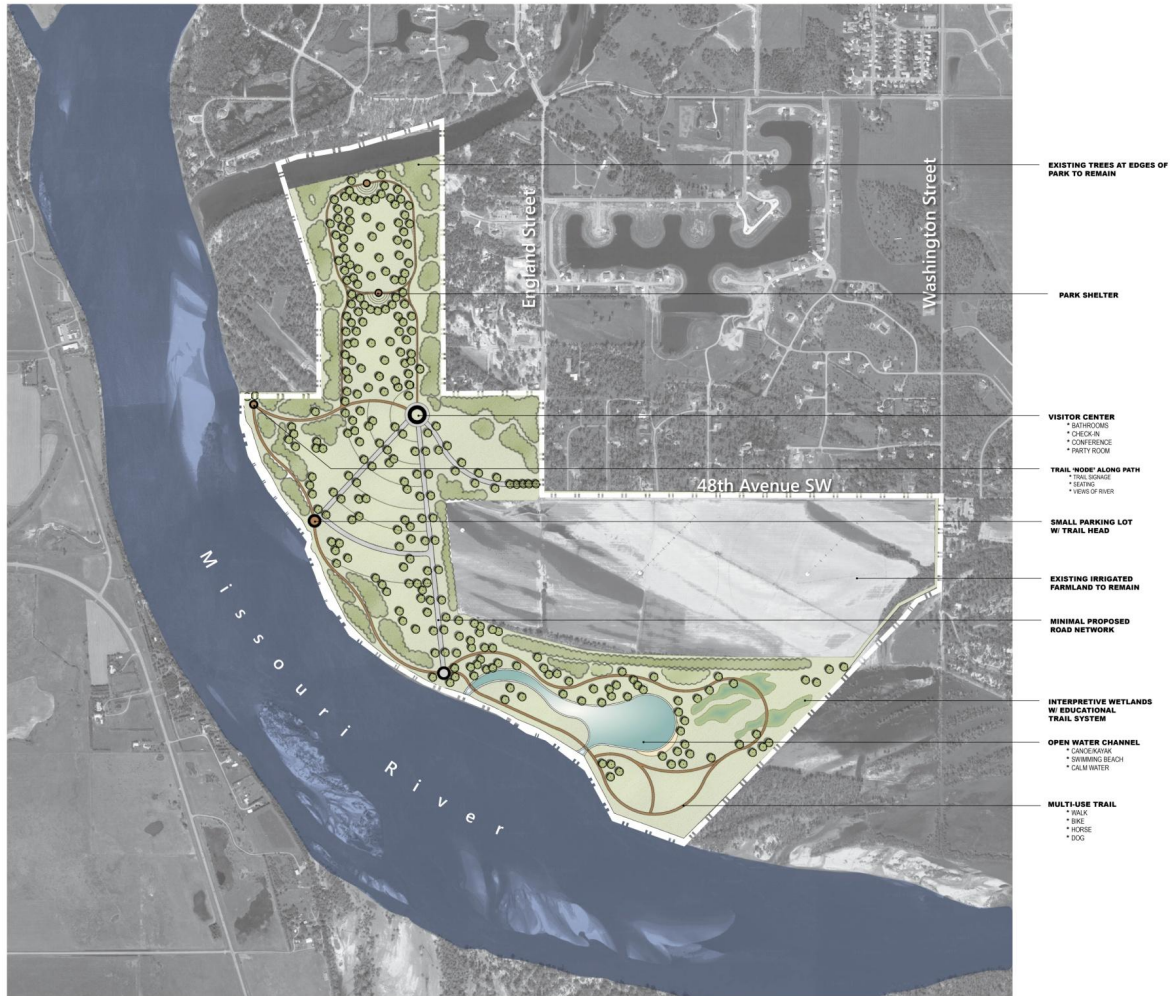 EXISTING TREES AT EDGES OF
PARK TO REMAIN
England Street
Washington Street
PARK SHELTER
VISITOR CENTER
* BATHROOMS
* CHECK-IN
* CONFERENCE
* PARTY ROOM
TRAIL 'NODE' ALONG PATH
* TRAIL SIGNAGE
* SEATING
* VIEWS OF RIVER
48th Avenue SW
SMALL PARKING LOT
W/ TRAIL HEAD
EXISTING IRRIGATED
FARMLAND TO REMAIN
MINIMAL PROPOSED
ROAD NETWORK
Missouri River
INTERPRETIVE WETLANDS
W/ EDUCATIONAL
TRAIL SYSTEM
OPEN WATER CHANNEL
* CANOE/KAYAK
* SWIMMING BEACH
* CALM WATER
MULTI-USE TRAIL
* WALK
* BIKE
* HORSE
* DOG